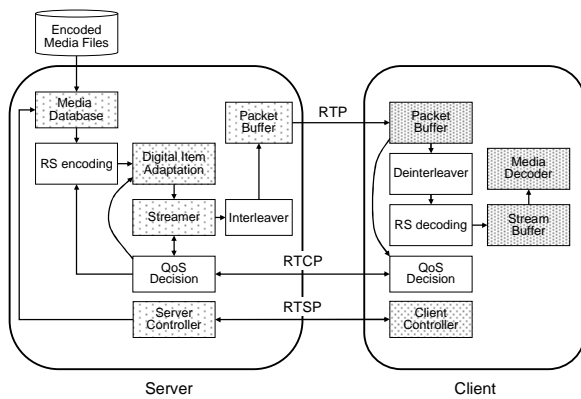 Encoded
Media Files
Media
Database
RS encoding
Digital Item
Adaptation
Streamer
Interleaver
Packet
Buffer
QoS
Decision
Server
Controller
RTP
RTCP
RTSP
Packet
Buffer
Deinterleaver
RS decoding
Media
Decoder
Stream
Buffer
QoS
Decision
Client
Controller
Server
Client